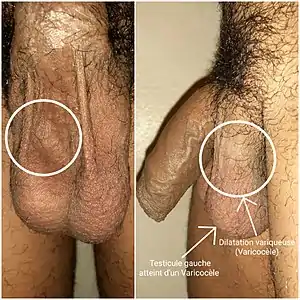 Dilatation variqueuse
(Varicocèle)
Testicule gauche
atteint d'un Varicocèle